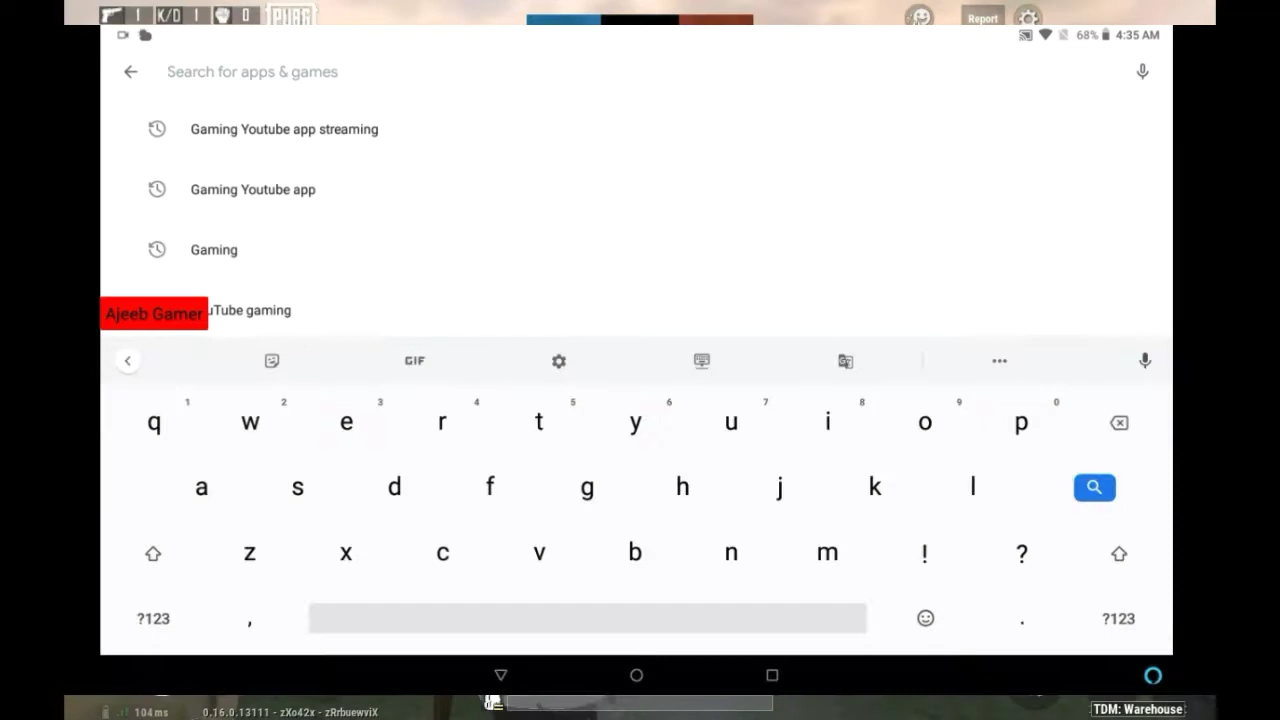 1 K/D 1 0 PUBG
Report
68% 4:35 AM
Search for apps & games
Gaming Youtube app streaming
Gaming Youtube app
Gaming
Ajeeb Gamer uTube gaming
GIF
1 2 3 4 5 6 7 8 9 0
q w e r t y u i o p
a s d f g h j k l
z x c v b n m ! ?
?123 , . ?123
104ms 0.16.0.13111 - zXo42x - zRrbuewviX
TDM: Warehouse